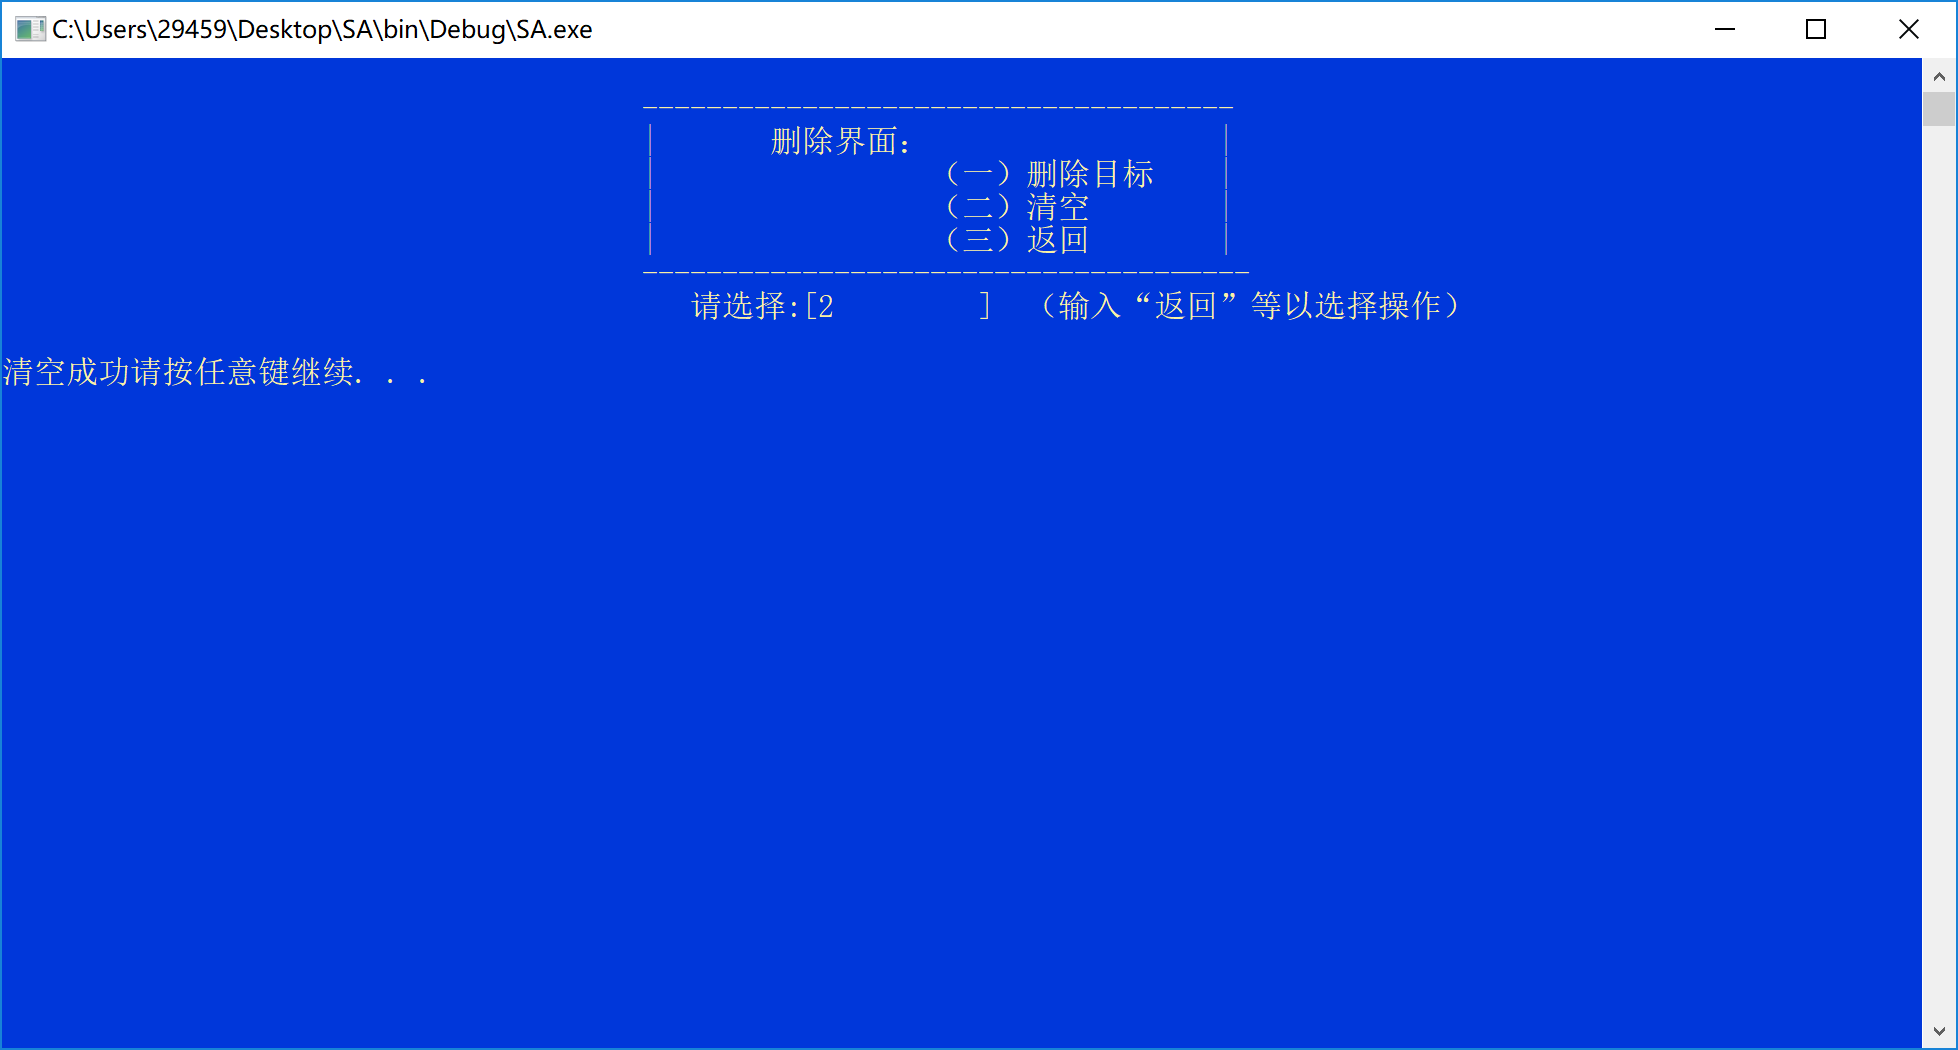 C:\Users\29459\Desktop\SA\bin\Debug\SA.exe
-------------------------------------
| 删除界面： |
| （一）删除目标 |
| （二）清空 |
| （三）返回 |
--------------------------------------
请选择:[2 ] （输入“返回”等以选择操作）
清空成功请按任意键继续. . .